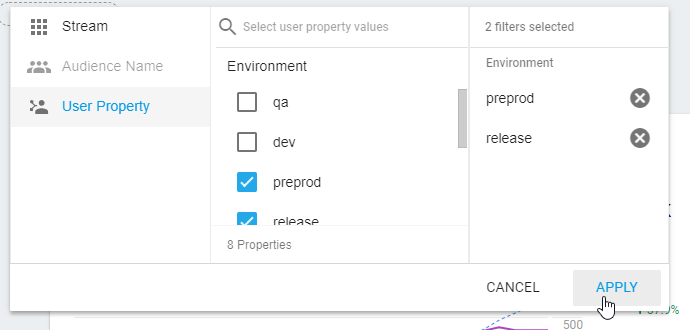 Stream
Audience Name
User Property
Select user property values
Environment
qa
dev
preprod
release
8 Properties
2 filters selected
Environment
preprod
release
CANCEL
APPLY
500